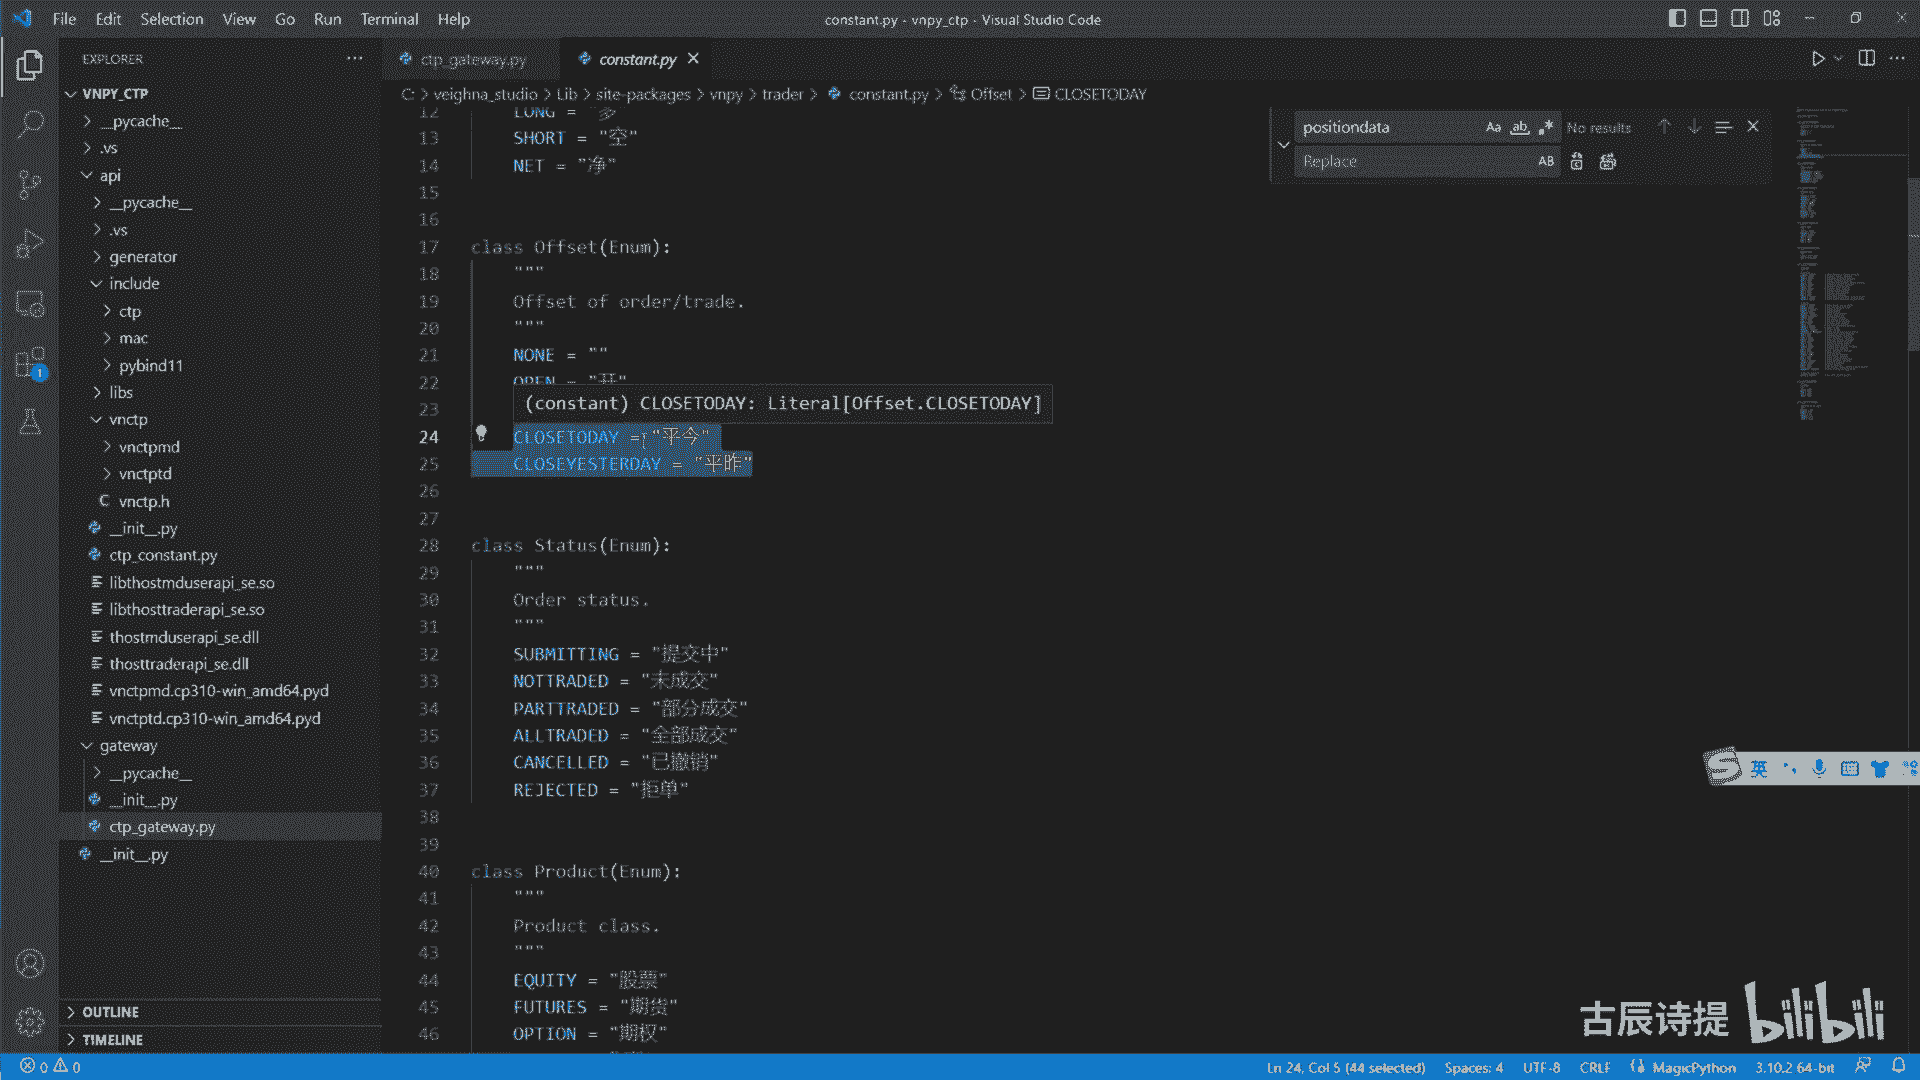 File Edit Selection View Go Run Terminal Help
constant.py - vnpy_ctp - Visual Studio Code
EXPLORER
ctp_gateway.py
constant.py
C: > veighna_studio > Lib > site-packages > vnpy > trader > constant.py > Offset > CLOSETODAY
VNPY_CTP
__pycache__
.vs
api
__pycache__
.vs
generator
include
ctp
mac
pybind11
libs
vnctp
vnctpmd
vnctptd
C vnctp.h
__init__.py
ctp_constant.py
libthostmduserapi_se.so
libthosttraderapi_se.so
thostmduserapi_se.dll
thosttraderapi_se.dll
vnctpmd.cp310-win_amd64.pyd
vnctptd.cp310-win_amd64.pyd
gateway
__pycache__
__init__.py
ctp_gateway.py
__init__.py
OUTLINE
TIMELINE
positiondata
Aa ab .* No results
Replace
AB
12 LONG = "多
13 SHORT = "空"
14 NET = "净"
15
16
17 class Offset(Enum):
18 """
19 Offset of order/trade.
20 """
21 NONE = ""
22 OPEN = "开"
23
(constant) CLOSETODAY: Literal[Offset.CLOSETODAY]
24 CLOSETODAY = "平今"
25 CLOSEYESTERDAY = "平昨"
26
27
28 class Status(Enum):
29 """
30 Order status.
31 """
32 SUBMITTING = "提交中"
33 NOTTRADED = "未成交"
34 PARTTRADED = "部分成交"
35 ALLTRADED = "全部成交"
36 CANCELLED = "已撤销"
37 REJECTED = "拒单"
38
39
40 class Product(Enum):
41 """
42 Product class.
43 """
44 EQUITY = "股票"
45 FUTURES = "期货"
46 OPTION = "期权"
1
S 英
古辰诗提 bilibili
0 0
Ln 24, Col 5 (44 selected) Spaces: 4 UTF-8 CRLF MagicPython 3.10.2 64-bit